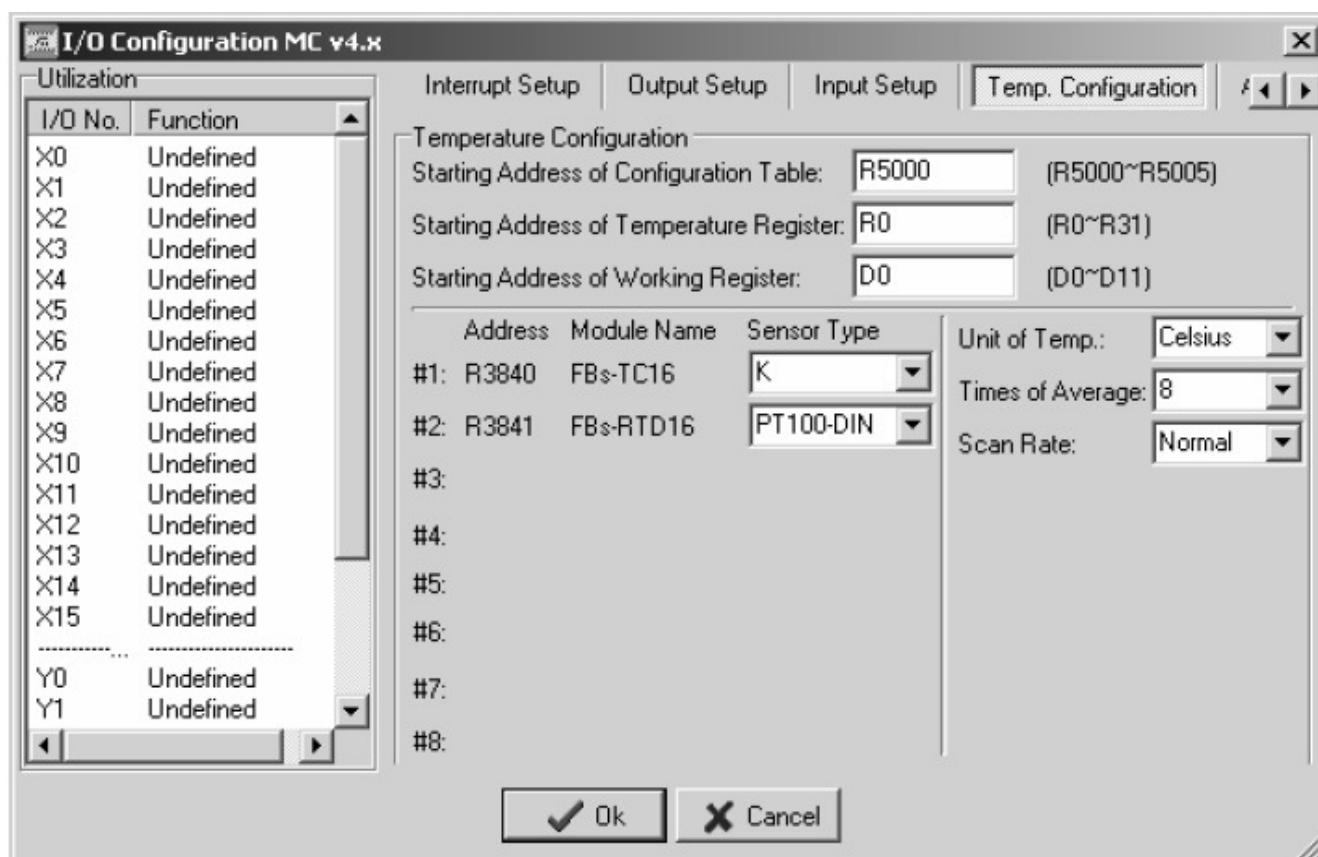 I/O Configuration MC v4.x
Utilization
I/O No. Function
X0 Undefined
X1 Undefined
X2 Undefined
X3 Undefined
X4 Undefined
X5 Undefined
X6 Undefined
X7 Undefined
X8 Undefined
X9 Undefined
X10 Undefined
X11 Undefined
X12 Undefined
X13 Undefined
X14 Undefined
X15 Undefined
-----------... ----------------------
Y0 Undefined
Y1 Undefined
Interrupt Setup Output Setup Input Setup Temp. Configuration
Temperature Configuration
Starting Address of Configuration Table: R5000 (R5000~R5005)
Starting Address of Temperature Register: R0 (R0~R31)
Starting Address of Working Register: D0 (D0~D11)
Address Module Name Sensor Type
#1: R3840 FBs-TC16 K
#2: R3841 FBs-RTD16 PT100-DIN
#3:
#4:
#5:
#6:
#7:
#8:
Unit of Temp.: Celsius
Times of Average: 8
Scan Rate: Normal
Ok Cancel